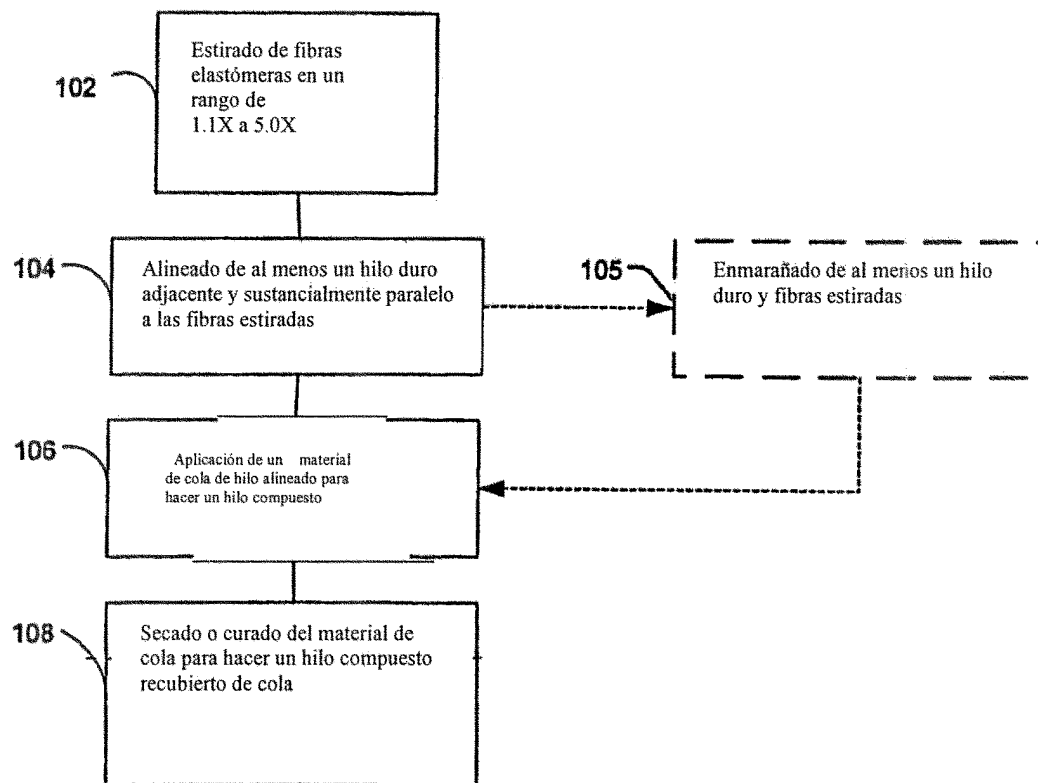 102
Estirado de fibras
elastómeras en un
rango de
1.1X a 5.0X
104
Alineado de al menos un hilo duro
adjacente y sustancialmente paralelo
a las fibras estiradas
105
Enmarañado de al menos un hilo
duro y fibras estiradas
106
Aplicación de un material
de cola de hilo alineado para
hacer un hilo compuesto
108
Secado o curado del material de
cola para hacer un hilo compuesto
recubierto de cola